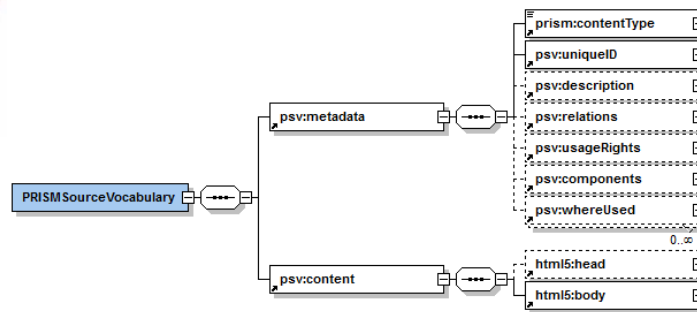 prism:contentType
psv:uniqueID
psv:description
psv:metadata
psv:relations
psv:usageRights
psv:components
PRISMSourceVocabulary
psv:whereUsed
0..∞
html5:head
psv:content
html5:body